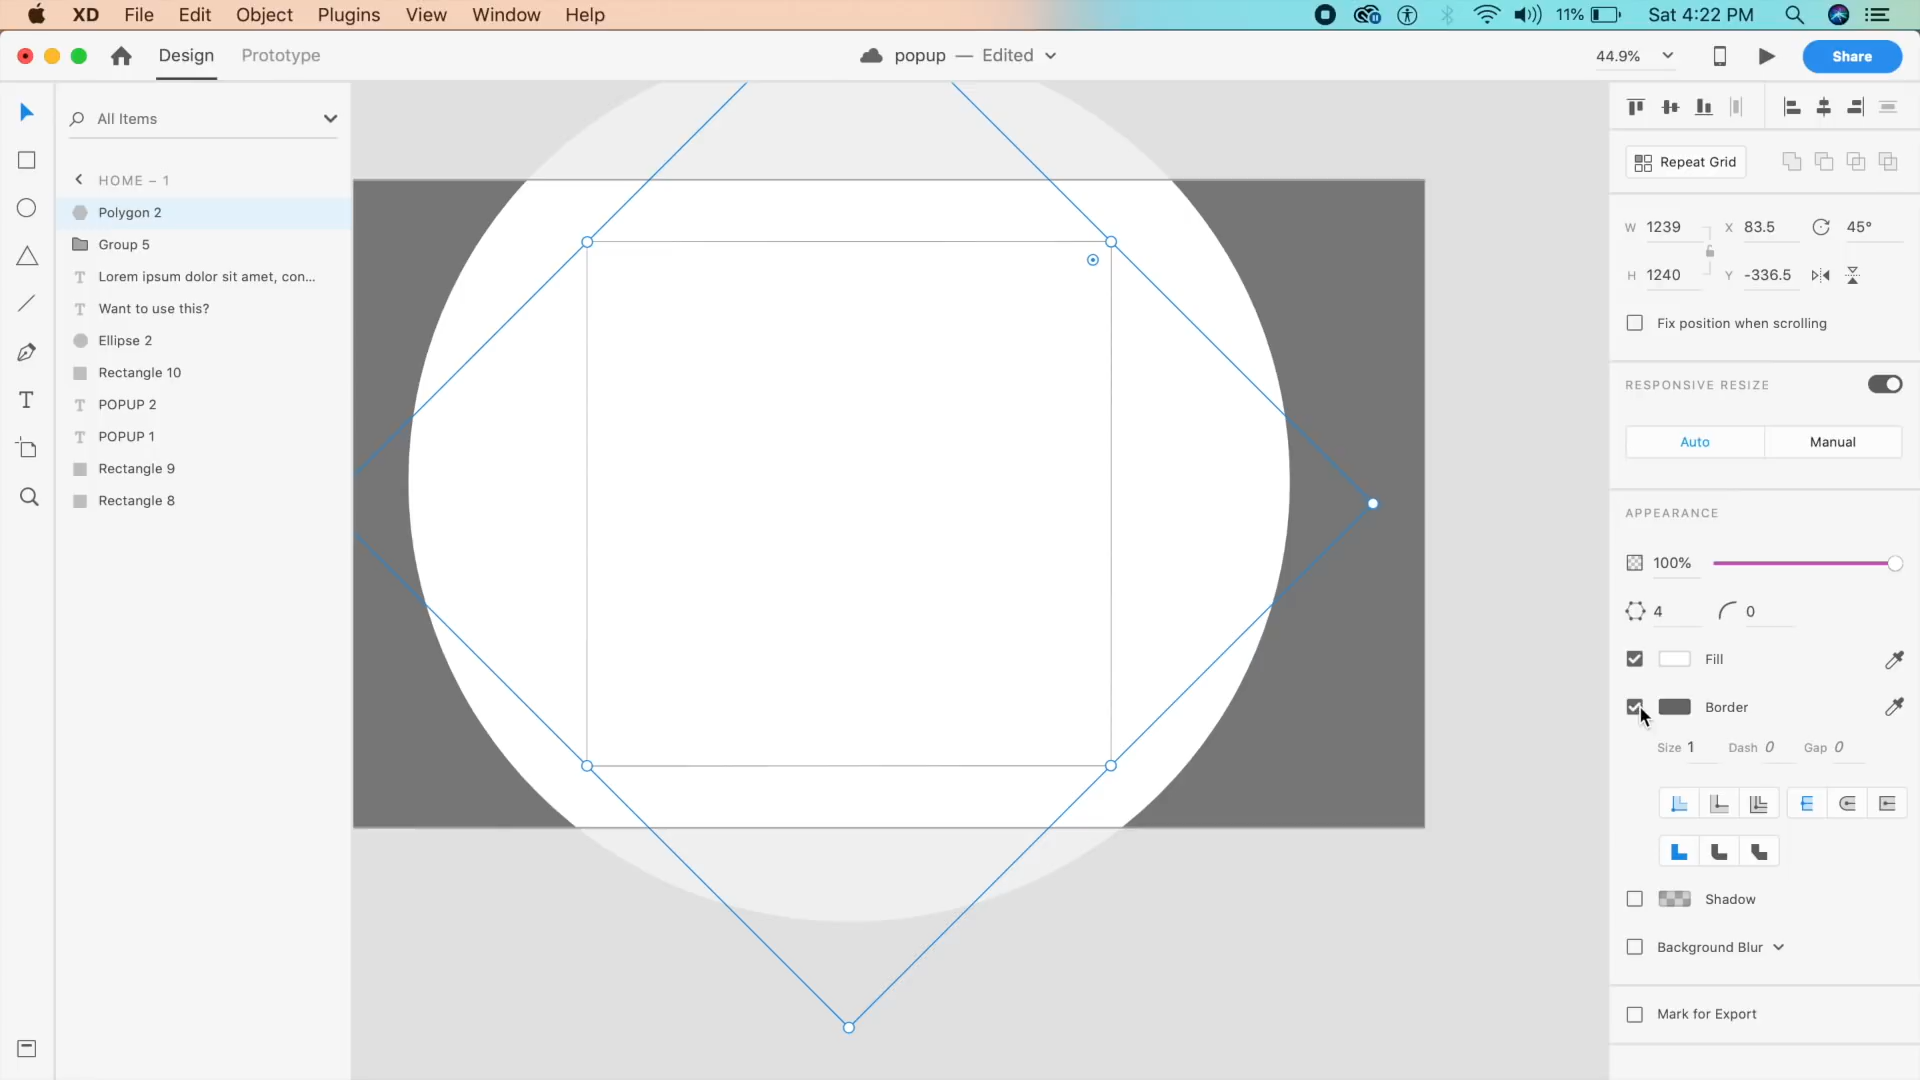 XD File Edit Object Plugins View Window Help 11% Sat 4:22 PM
Design Prototype popup — Edited 44.9% Share
All Items
HOME – 1
Polygon 2
Group 5
Lorem ipsum dolor sit amet, con...
Want to use this?
Ellipse 2
Rectangle 10
POPUP 2
POPUP 1
Rectangle 9
Rectangle 8
Repeat Grid
W 1239 X 83.5 45°
H 1240 Y -336.5
Fix position when scrolling
RESPONSIVE RESIZE
Auto Manual
APPEARANCE
100%
4 0
Fill
Border
Size 1 Dash 0 Gap 0
Shadow
Background Blur
Mark for Export